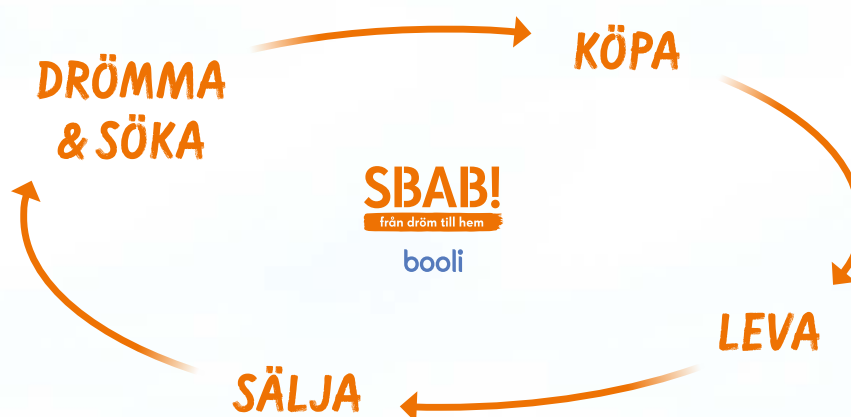 DRÖMMA
& SÖKA
KÖPA
SBAB!
från dröm till hem
booli
LEVA
SÄLJA